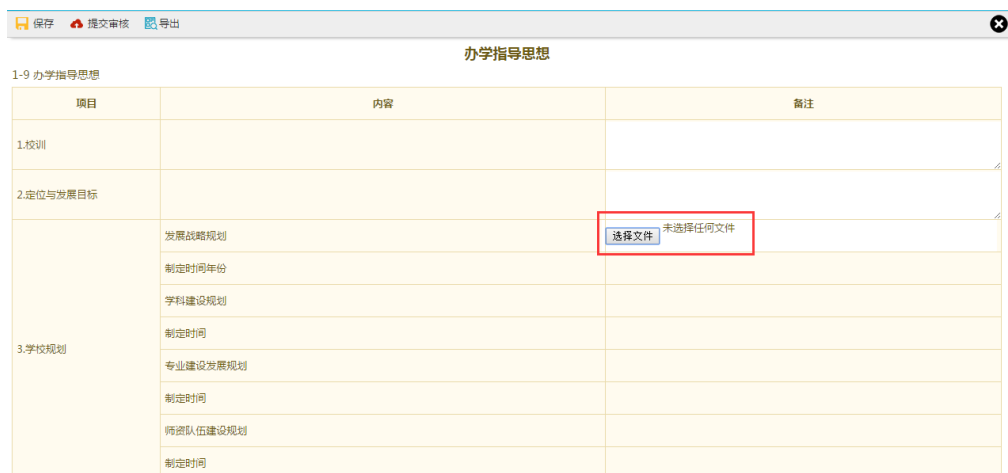 保存 提交审核 导出
办学指导思想
1-9 办学指导思想
项目 内容 备注
1.校训
2.定位与发展目标
发展战略规划 选择文件 未选择任何文件
制定时间年份
学科建设规划
制定时间
3.学校规划
专业建设发展规划
制定时间
师资队伍建设规划
制定时间